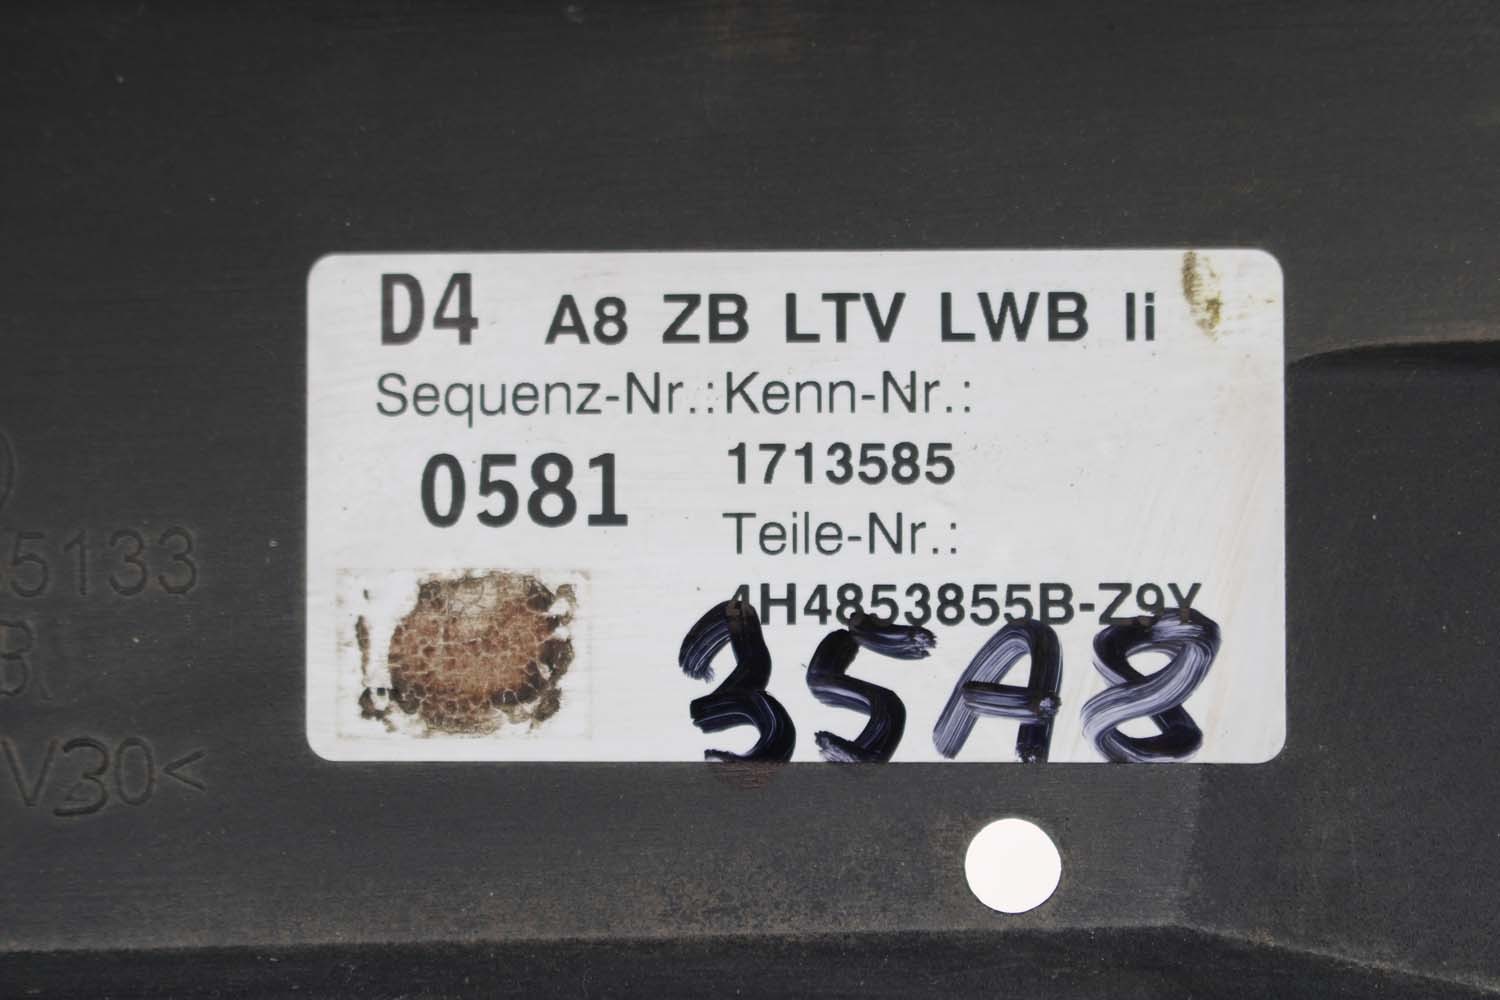 D4 A8 ZB LTV LWB li
Sequenz-Nr.: Kenn-Nr.:
0581 1713585
Teile-Nr.:
4H4853855B-Z9Y
35A8
5133
V30<